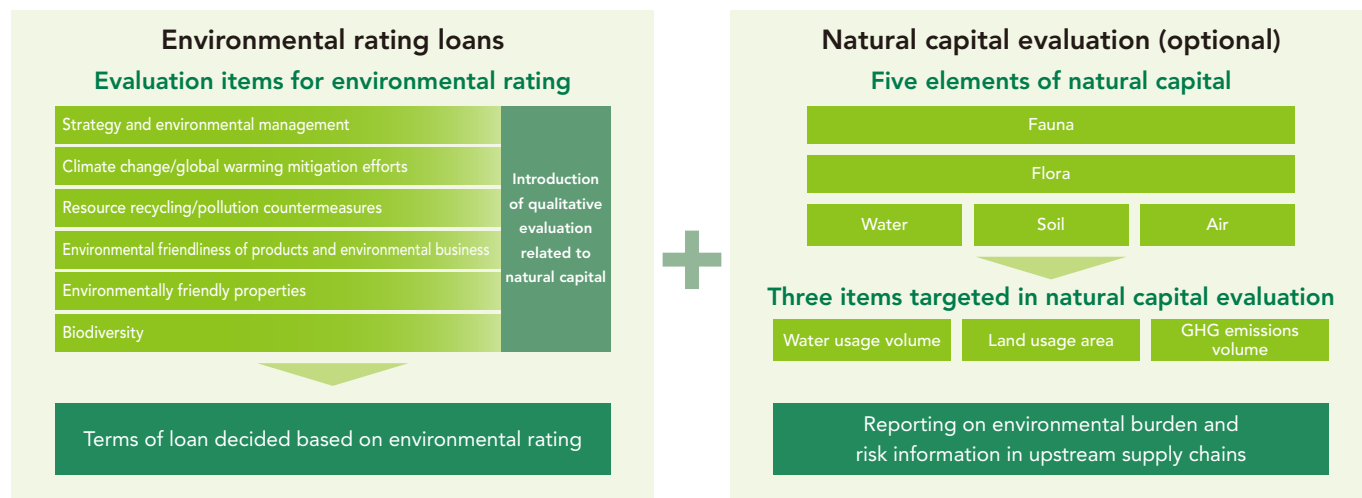 Environmental rating loans
Evaluation items for environmental rating
Strategy and environmental management
Climate change/global warming mitigation efforts
Resource recycling/pollution countermeasures
Environmental friendliness of products and environmental business
Environmentally friendly properties
Biodiversity
Introduction
of qualitative
evaluation
related to
natural capital
Terms of loan decided based on environmental rating
+
Natural capital evaluation (optional)
Five elements of natural capital
Fauna
Flora
Water
Soil
Air
Three items targeted in natural capital evaluation
Water usage volume
Land usage area
GHG emissions
volume
Reporting on environmental burden and
risk information in upstream supply chains